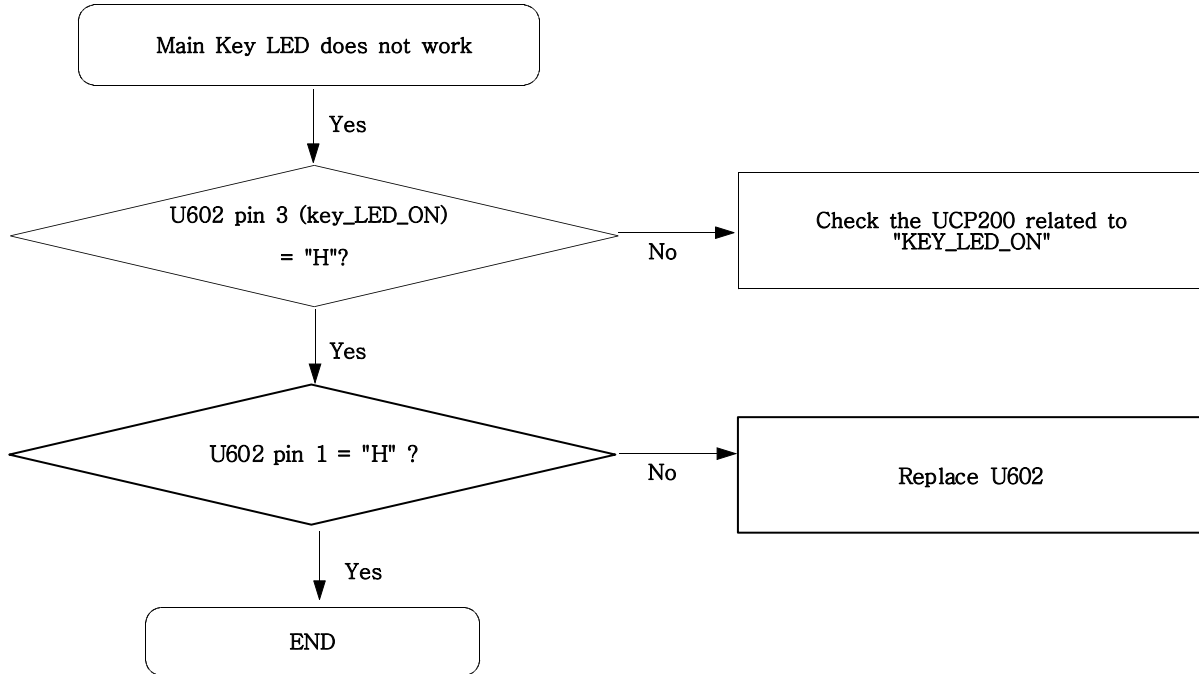 Main Key LED does not work
Yes
U602 pin 3 (key_LED_ON)
= "H"?
No
Check the UCP200 related to
"KEY_LED_ON"
Yes
U602 pin 1 = "H" ?
No
Replace U602
Yes
END